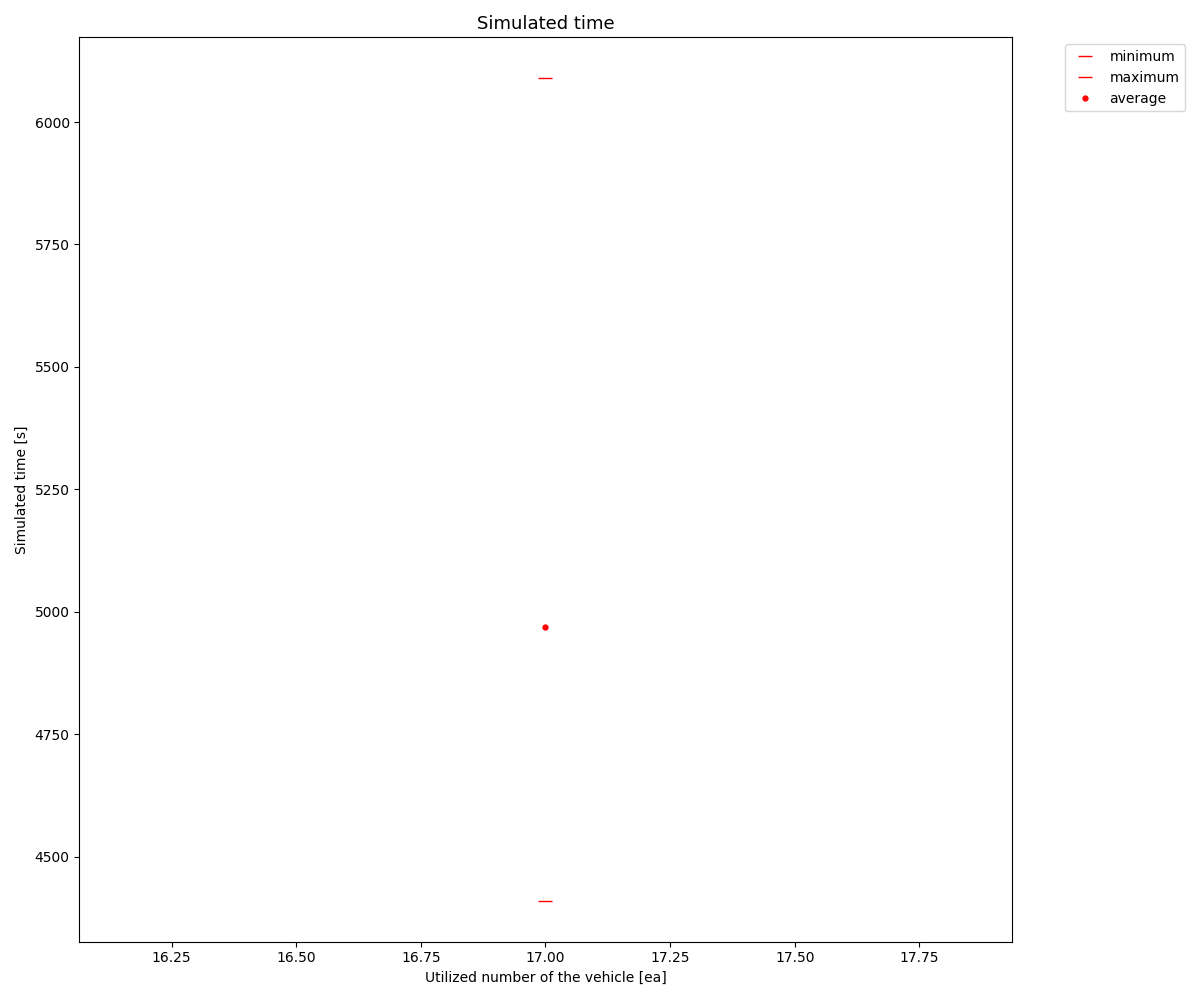 Simulated time
minimum
maximum
average
6000
5750
5500
5250
5000
4750
4500
Simulated time [s]
16.25 16.50 16.75 17.00 17.25 17.50 17.75
Utilized number of the vehicle [ea]